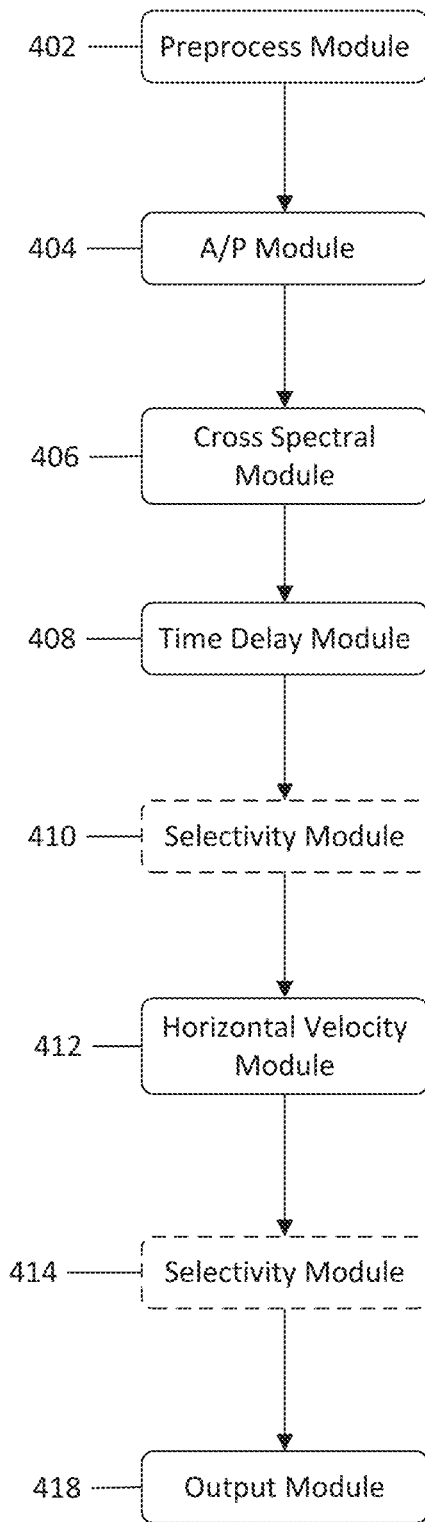 402 Preprocess Module
404 A/P Module
406 Cross Spectral
Module
408 Time Delay Module
410 Selectivity Module
412 Horizontal Velocity
Module
414 Selectivity Module
418 Output Module